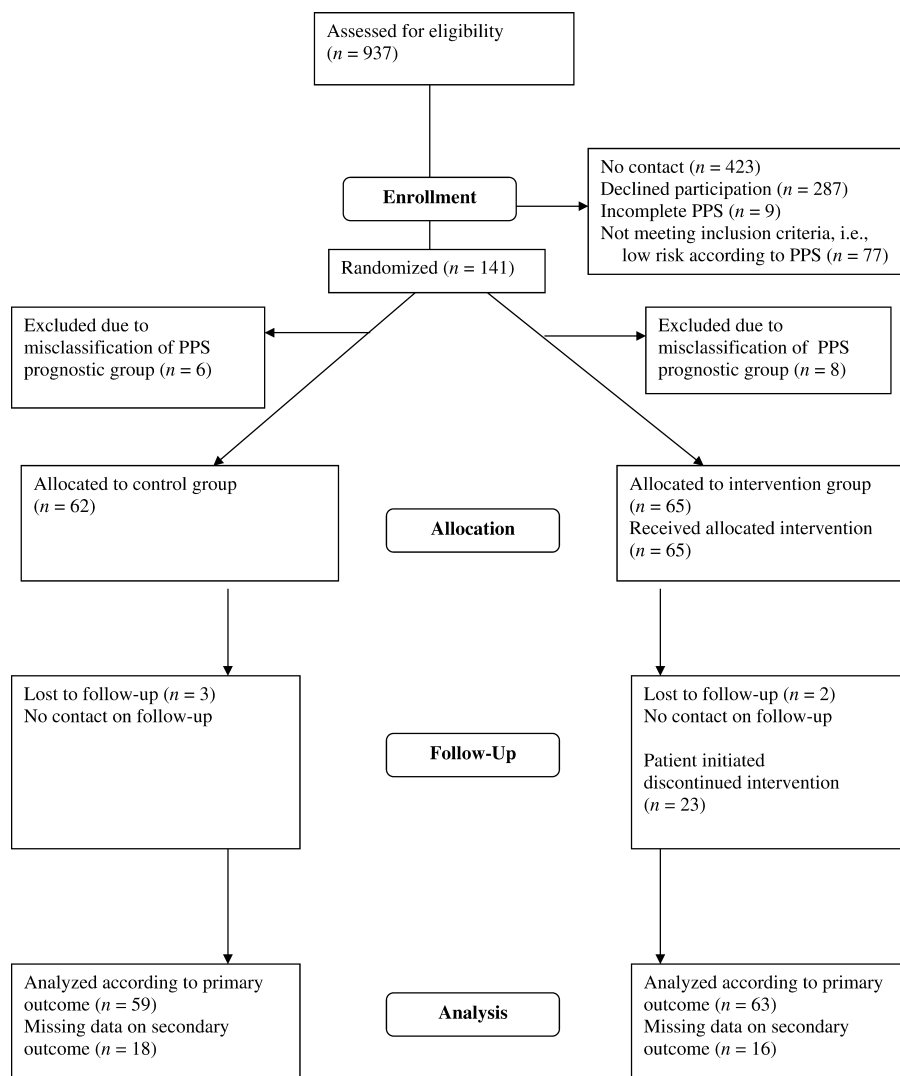 Assessed for eligibility
(n = 937)
No contact (n = 423)
Declined participation (n = 287)
Incomplete PPS (n = 9)
Not meeting inclusion criteria, i.e.,
low risk according to PPS (n = 77)
Enrollment
Randomized (n = 141)
Excluded due to
misclassification of PPS
prognostic group (n = 6)
Excluded due to
misclassification of PPS
prognostic group (n = 8)
Allocated to control group
(n = 62)
Allocation
Allocated to intervention group
(n = 65)
Received allocated intervention
(n = 65)
Lost to follow-up (n = 3)
No contact on follow-up
Follow-Up
Lost to follow-up (n = 2)
No contact on follow-up
Patient initiated
discontinued intervention
(n = 23)
Analyzed according to primary
outcome (n = 59)
Missing data on secondary
outcome (n = 18)
Analysis
Analyzed according to primary
outcome (n = 63)
Missing data on secondary
outcome (n = 16)